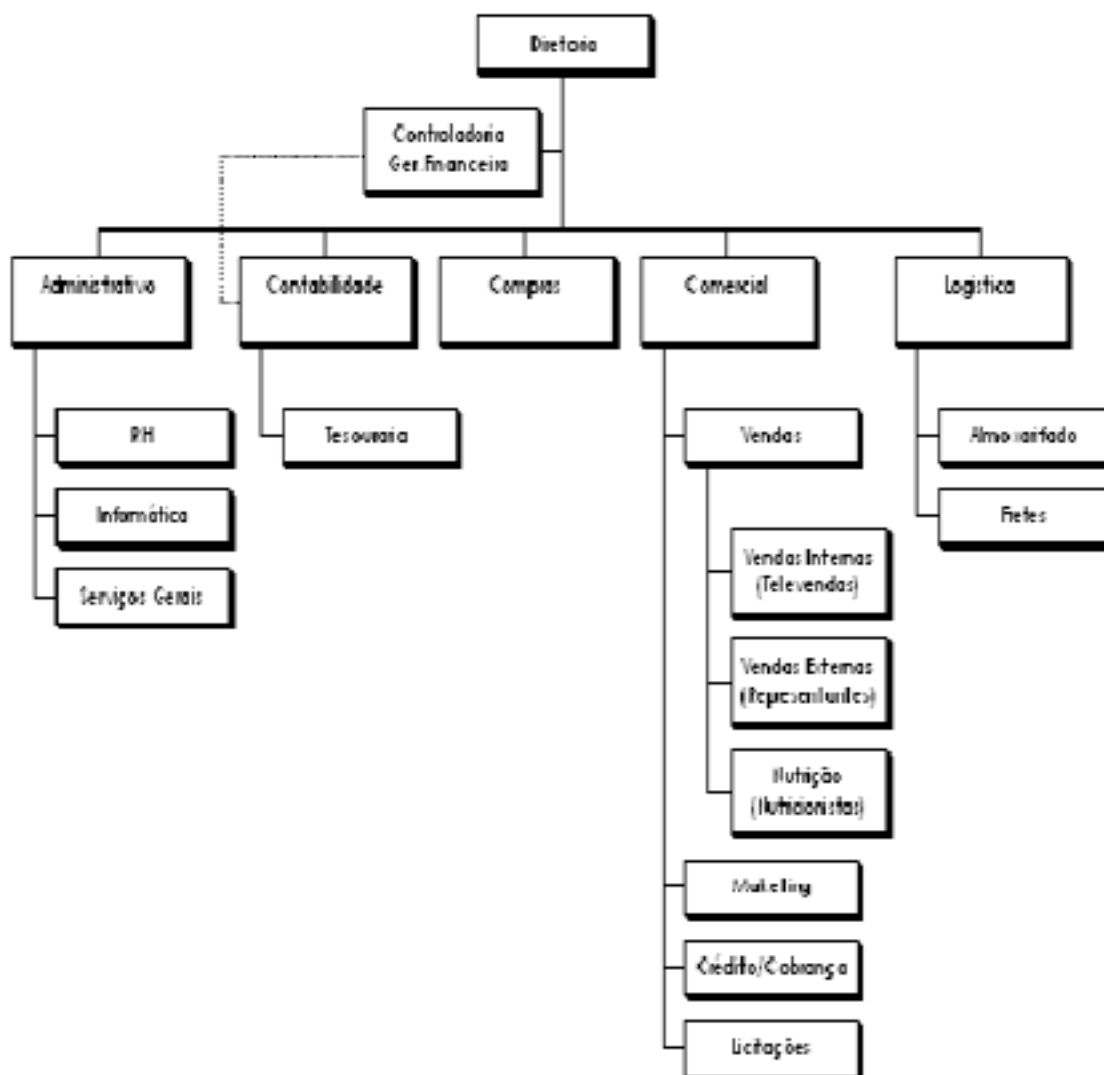 Diretoria
Controladoria
Ger.Financeira
Administrativo
Contabilidade
Compras
Comercial
Logística
RH
Tesouraria
Vendas
Almoxarifado
Informática
Fretes
Serviços Gerais
Vendas Internas
(Televendas)
Vendas Externas
(Representantes)
Nutrição
(Nutricionistas)
Marketing
Crédito/Cobrança
Licitações